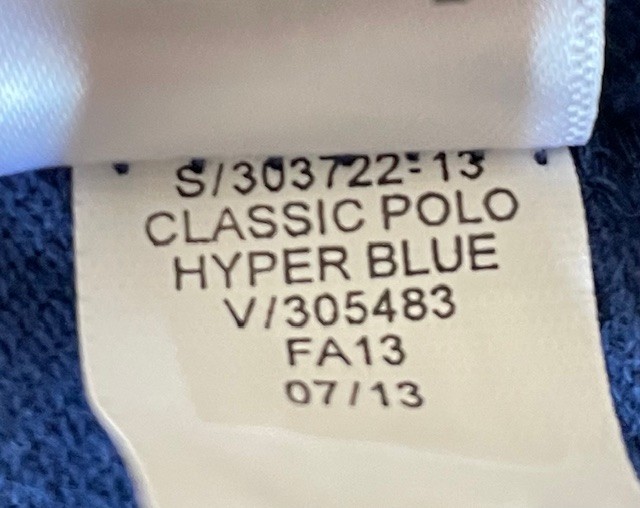 S/303722-13
CLASSIC POLO
HYPER BLUE
V/305483
FA13
07/13